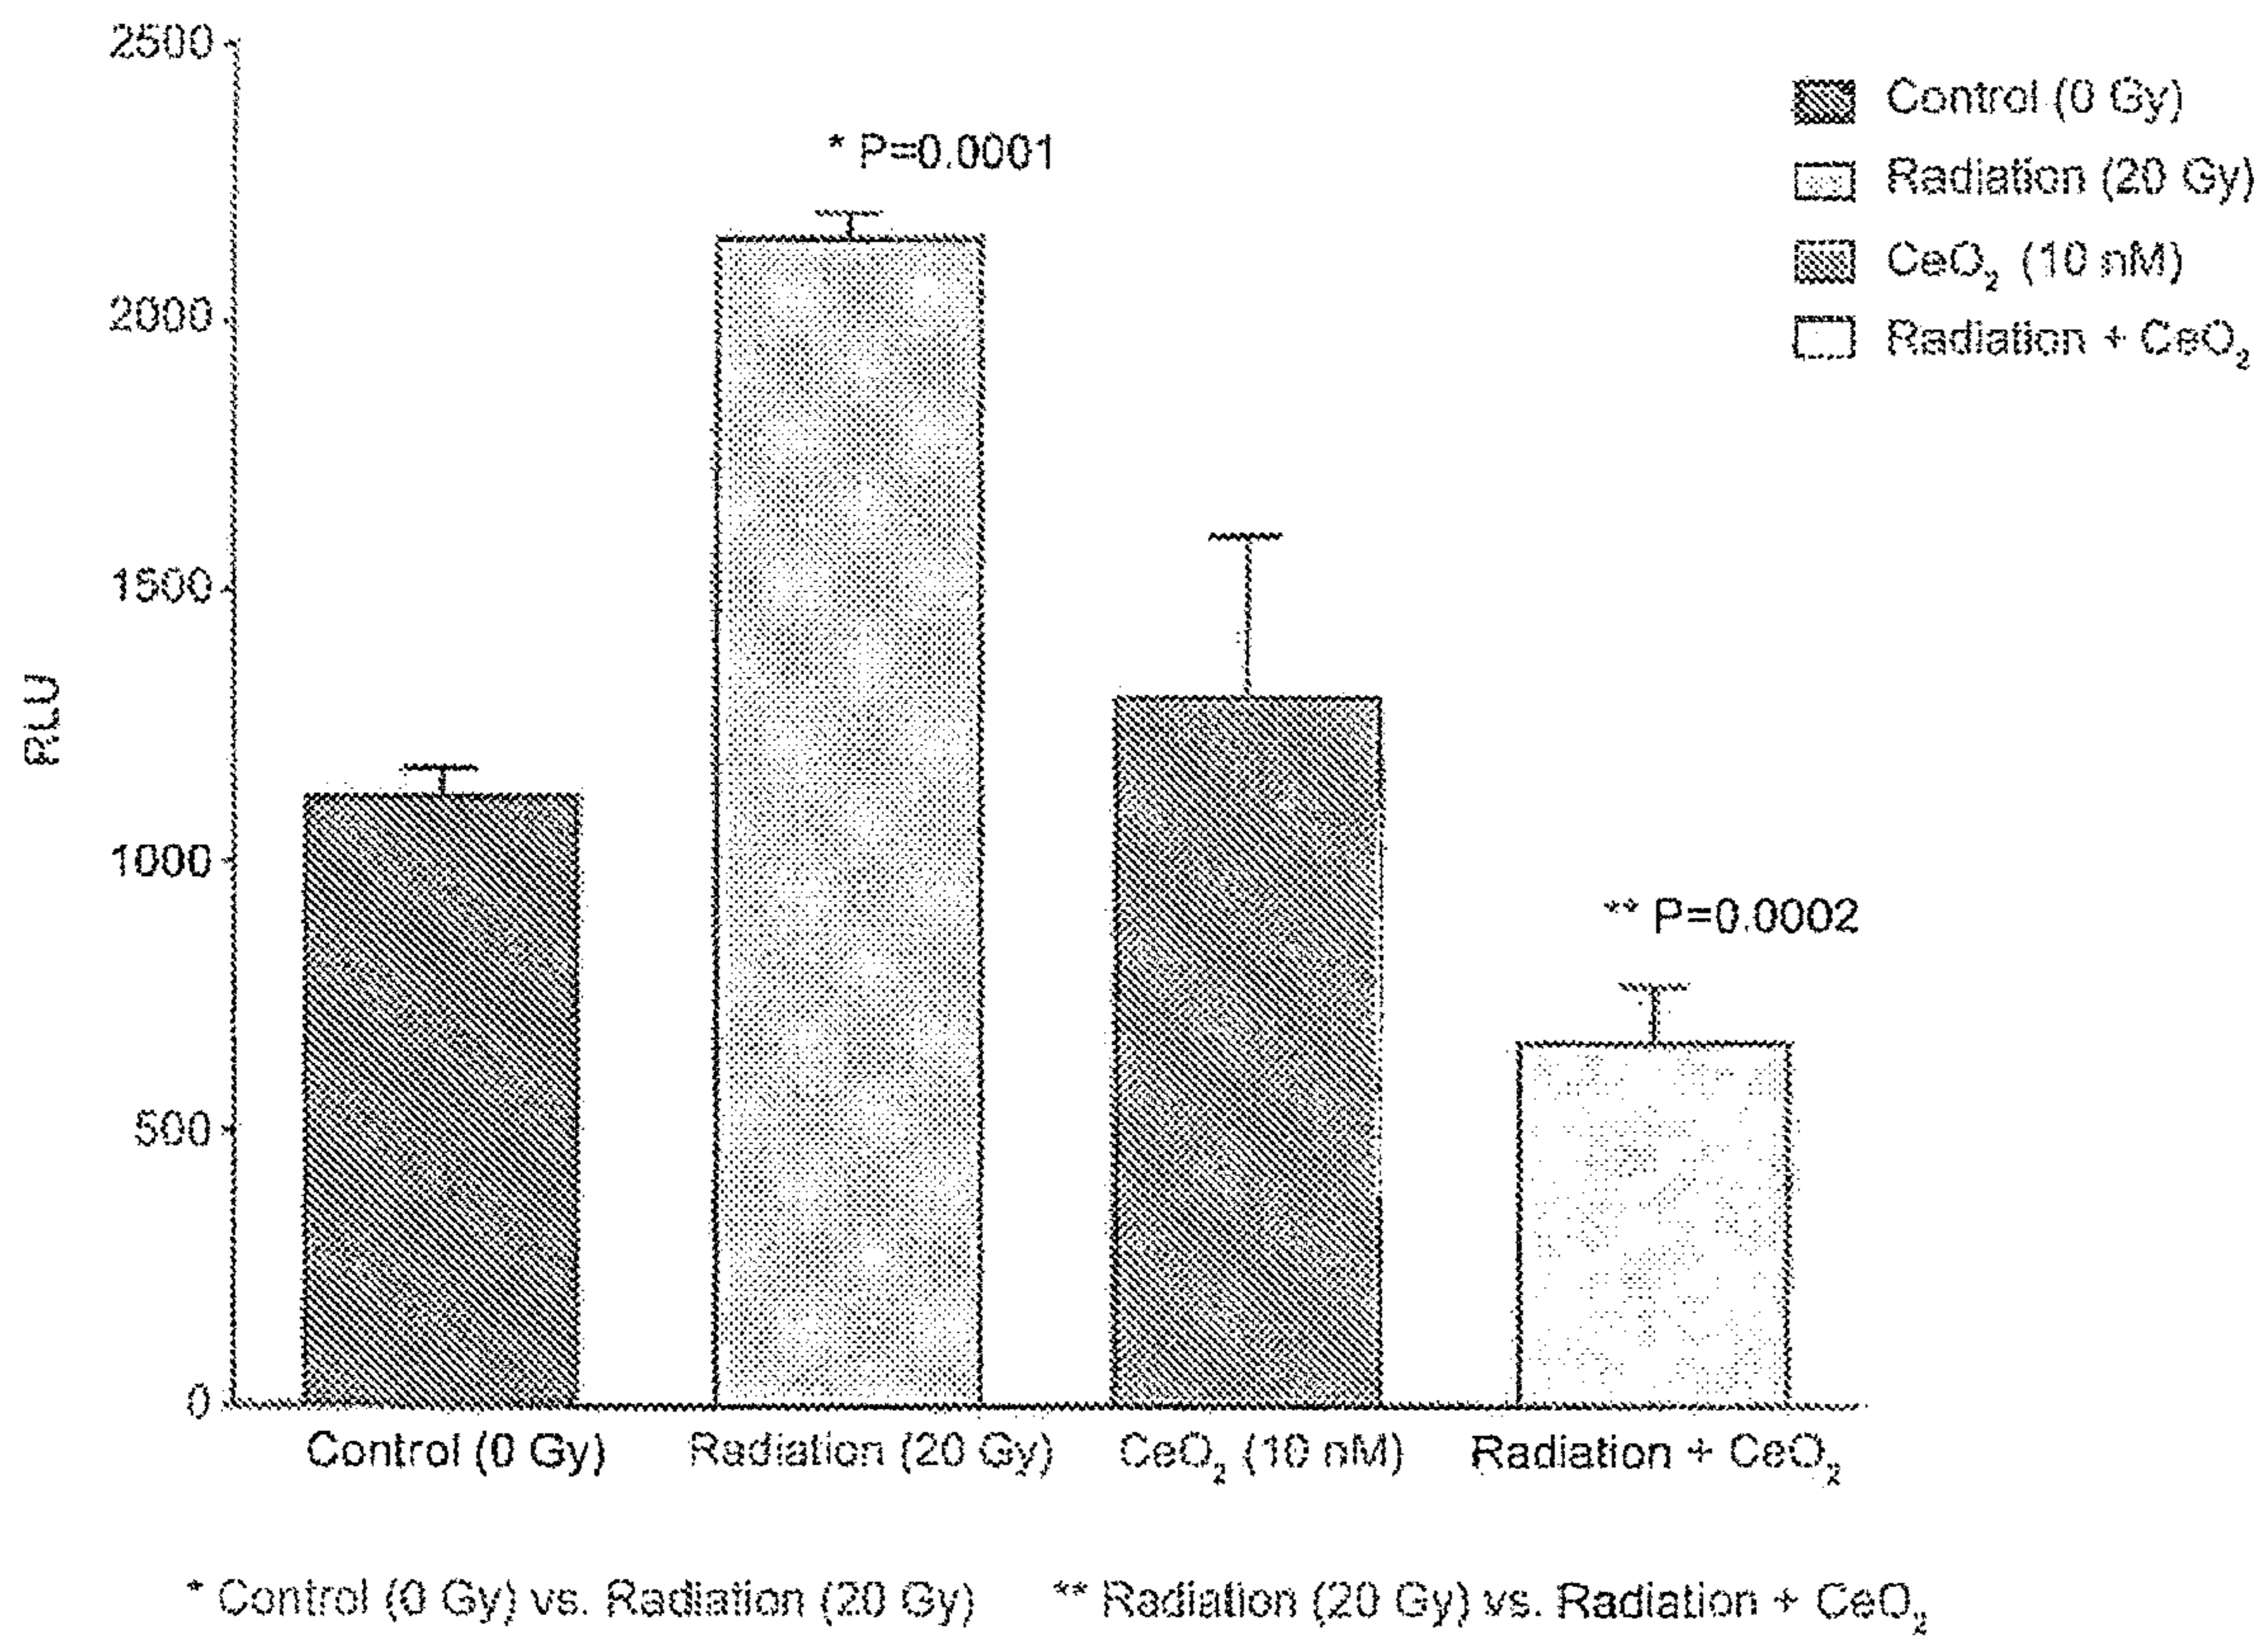 2500
2000
1500
1000
500
0
RLU
* P=0.0001
** P=0.0002
Control (0 Gy)
Radiation (20 Gy)
CeO₂ (10 nM)
Radiation + CeO₂
Control (0 Gy)
Radiation (20 Gy)
CeO₂ (10 nM)
Radiation + CeO₂
* Control (0 Gy) vs. Radiation (20 Gy)
** Radiation (20 Gy) vs. Radiation + CeO₂